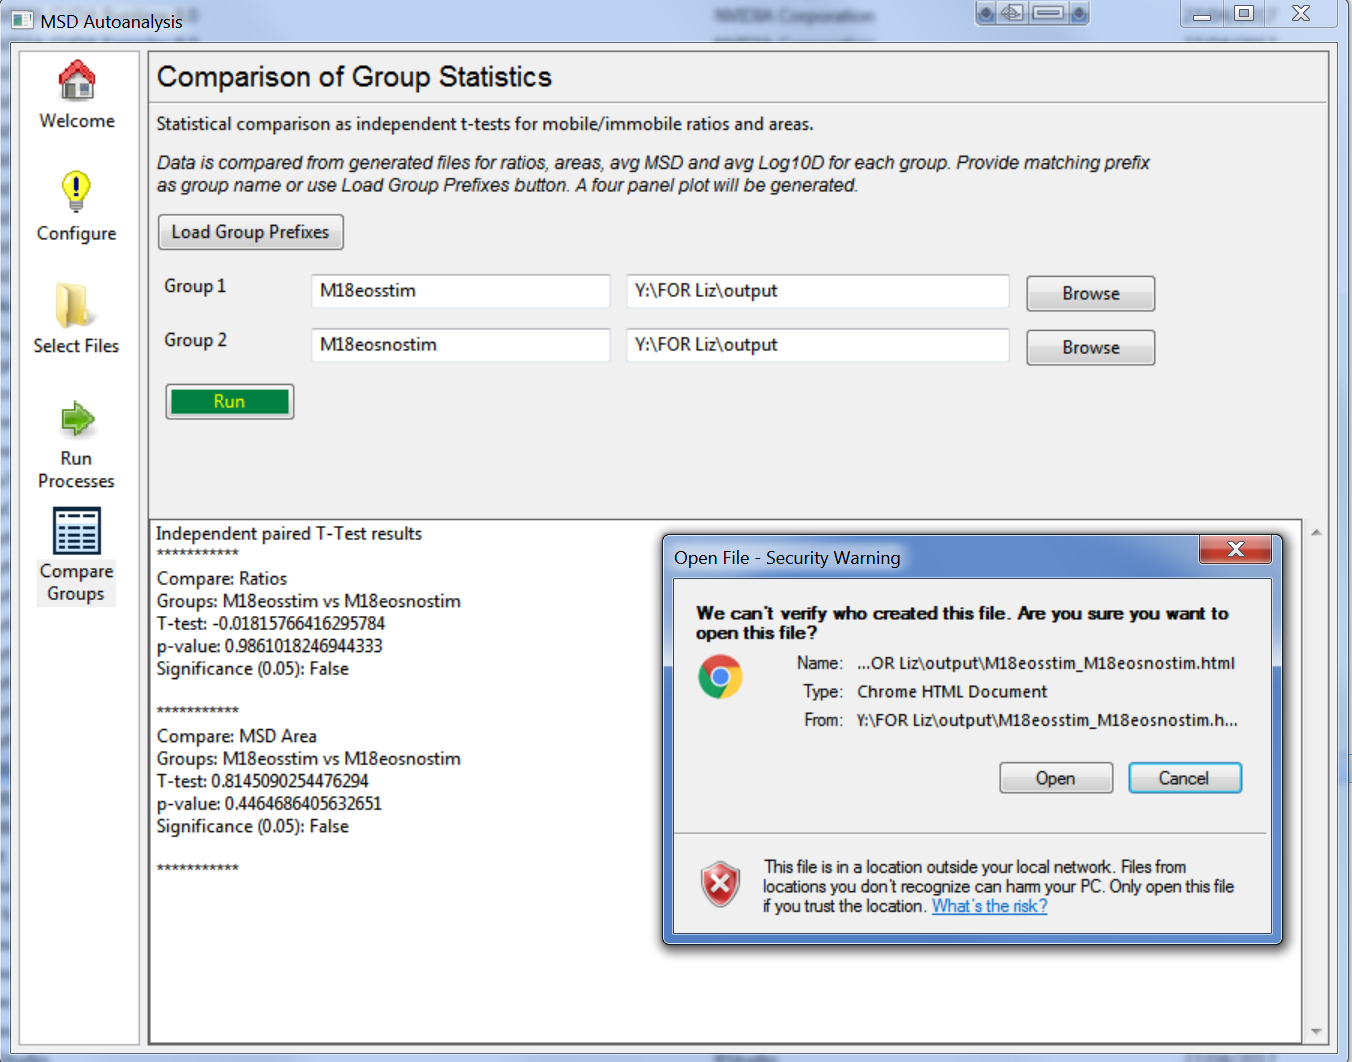 MSD Autoanalysis
Welcome
Configure
Select Files
Run
Processes
Compare
Groups
Comparison of Group Statistics
Statistical comparison as independent t-tests for mobile/immobile ratios and areas.
Data is compared from generated files for ratios, areas, avg MSD and avg Log10D for each group. Provide matching prefix
as group name or use Load Group Prefixes button. A four panel plot will be generated.
Load Group Prefixes
Group 1 M18eosstim Y:\FOR Liz\output Browse
Group 2 M18eosnostim Y:\FOR Liz\output Browse
Run
Independent paired T-Test results
***********
Compare: Ratios
Groups: M18eosstim vs M18eosnostim
T-test: -0.01815766416295784
p-value: 0.9861018246944333
Significance (0.05): False
***********
Compare: MSD Area
Groups: M18eosstim vs M18eosnostim
T-test: 0.8145090254476294
p-value: 0.4464686405632651
Significance (0.05): False
***********
Open File - Security Warning
We can't verify who created this file. Are you sure you want to
open this file?
Name: ...OR Liz\output\M18eosstim_M18eosnostim.html
Type: Chrome HTML Document
From: Y:\FOR Liz\output\M18eosstim_M18eosnostim.h...
Open Cancel
This file is in a location outside your local network. Files from
locations you don't recognize can harm your PC. Only open this file
if you trust the location. What's the risk?